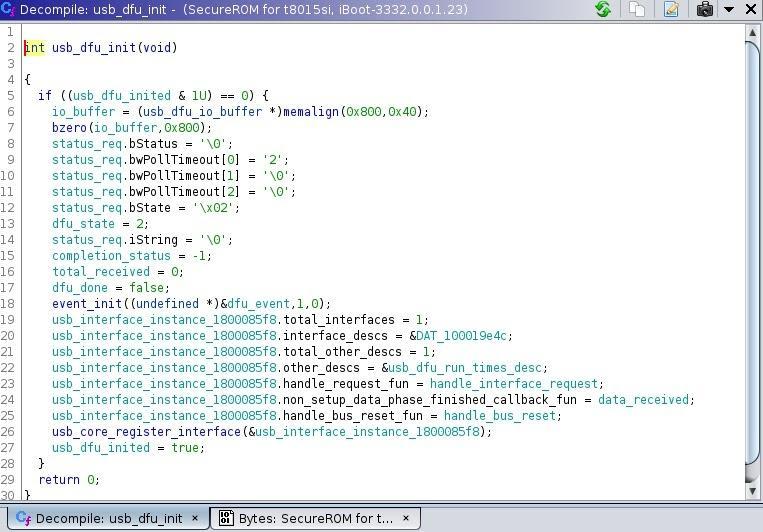 Decompile: usb_dfu_init - (SecureROM for t8015si, iBoot-3332.0.0.1.23)
1
2 int usb_dfu_init(void)
3
4 {
5 if ((usb_dfu_inited & 1U) == 0) {
6 io_buffer = (usb_dfu_io_buffer *)memalign(0x800,0x40);
7 bzero(io_buffer,0x800);
8 status_req.bStatus = '\0';
9 status_req.bwPollTimeout[0] = '2';
10 status_req.bwPollTimeout[1] = '\0';
11 status_req.bwPollTimeout[2] = '\0';
12 status_req.bState = '\x02';
13 dfu_state = 2;
14 status_req.iString = '\0';
15 completion_status = -1;
16 total_received = 0;
17 dfu_done = false;
18 event_init((undefined *)&dfu_event,1,0);
19 usb_interface_instance_1800085f8.total_interfaces = 1;
20 usb_interface_instance_1800085f8.interface_descs = &DAT_100019e4c;
21 usb_interface_instance_1800085f8.total_other_descs = 1;
22 usb_interface_instance_1800085f8.other_descs = &usb_dfu_run_times_desc;
23 usb_interface_instance_1800085f8.handle_request_fun = handle_interface_request;
24 usb_interface_instance_1800085f8.non_setup_data_phase_finished_callback_fun = data_received;
25 usb_interface_instance_1800085f8.handle_bus_reset_fun = handle_bus_reset;
26 usb_core_register_interface(&usb_interface_instance_1800085f8);
27 usb_dfu_inited = true;
28 }
29 return 0;
30 }
Decompile: usb_dfu_init × Bytes: SecureROM for t... ×